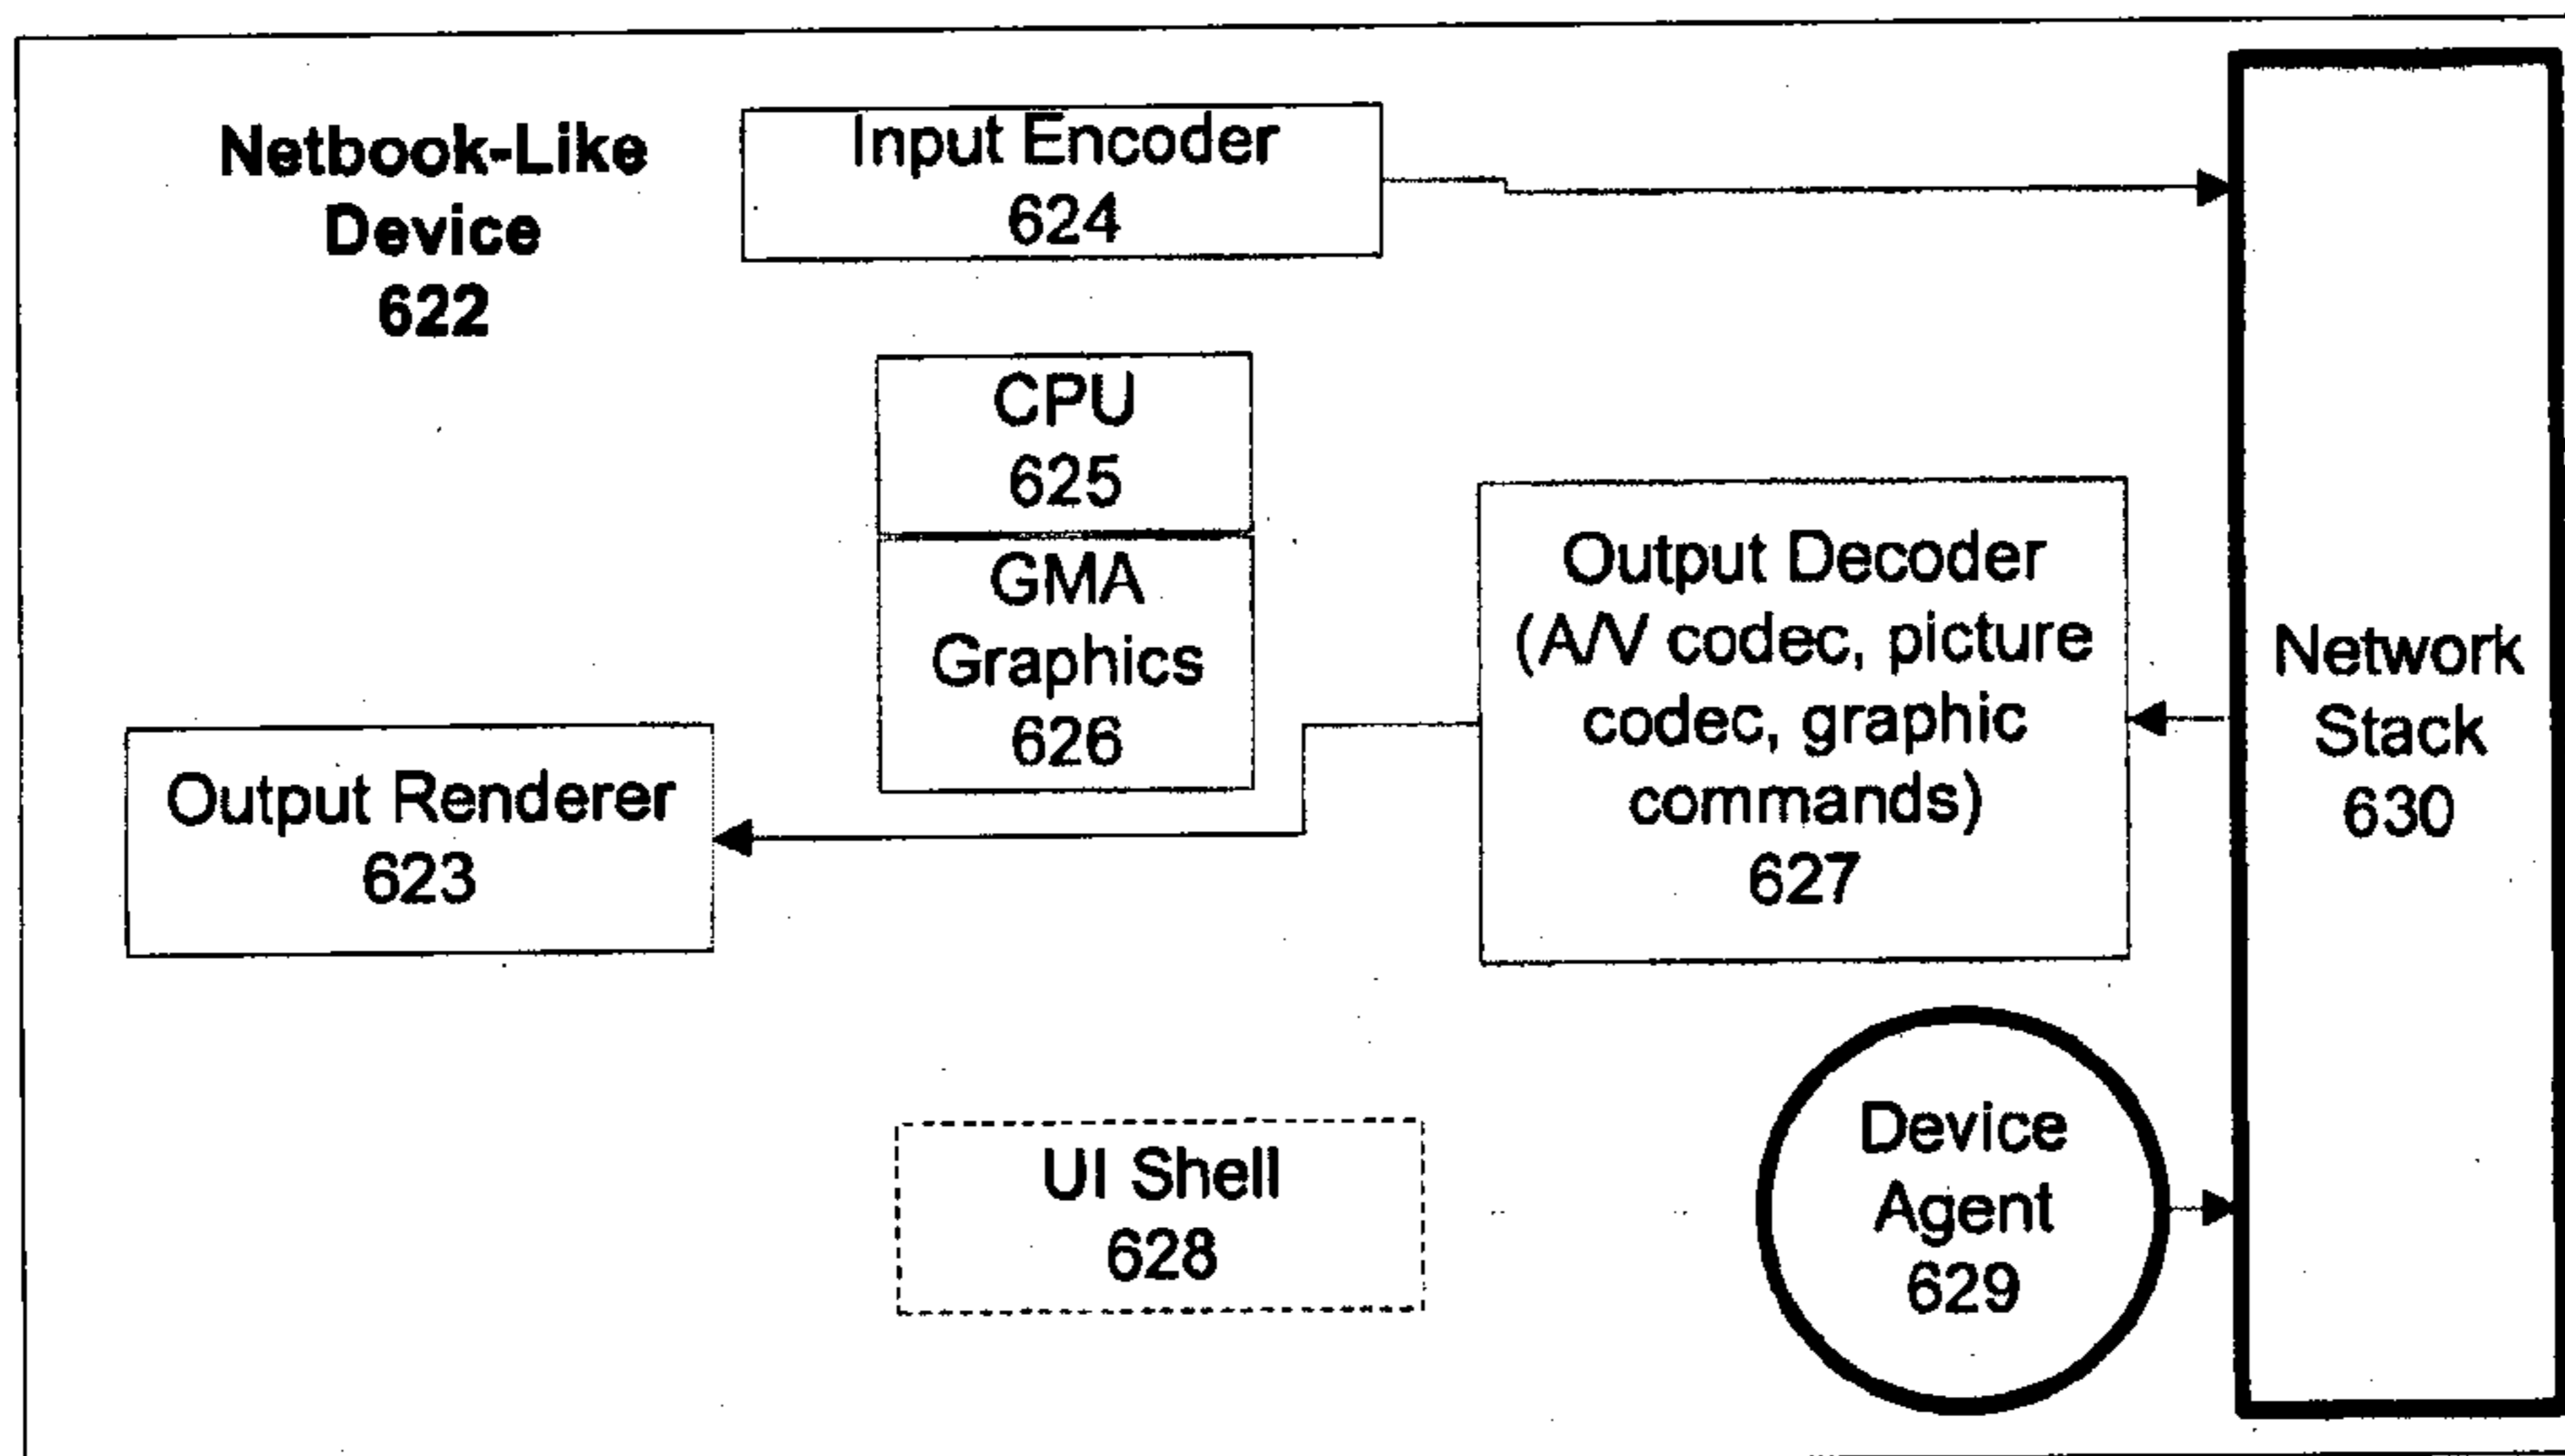 Netbook-Like
Device
622
Input Encoder
624
CPU
625
GMA
Graphics
626
Output Decoder
(A/V codec, picture
codec, graphic
commands)
627
Network
Stack
630
Output Renderer
623
UI Shell
628
Device
Agent
629